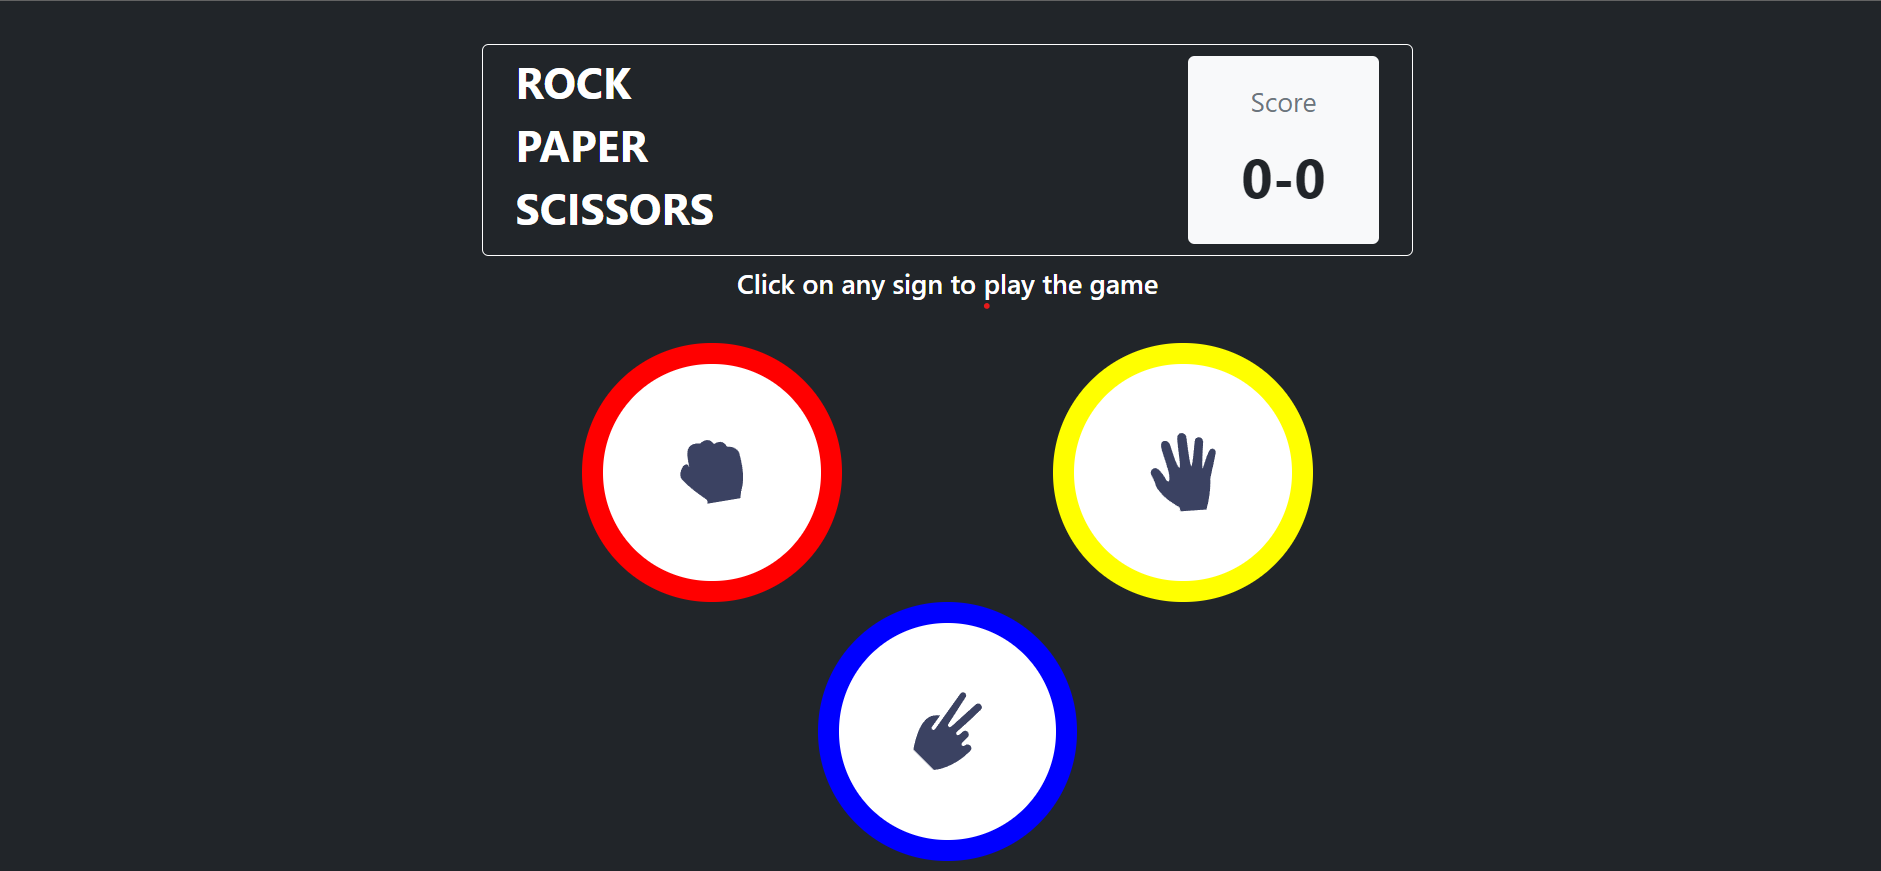 ROCK
PAPER
SCISSORS
Score
0-0
Click on any sign to play the game